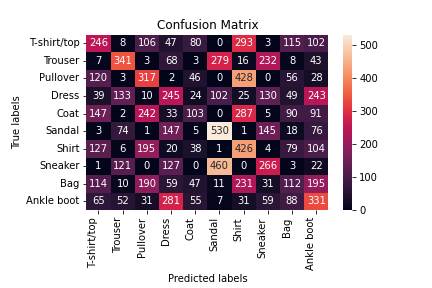 Confusion Matrix
T-shirt/top 246 8 106 47 80 0 293 3 115 102
Trouser 7 341 3 68 3 279 16 232 8 43
Pullover 120 3 317 2 46 0 428 0 56 28
Dress 39 133 10 245 24 102 25 130 49 243
Coat 147 2 242 33 103 0 287 5 90 91
Sandal 3 74 1 147 5 530 1 145 18 76
Shirt 127 6 195 20 38 1 426 4 79 104
Sneaker 1 121 0 127 0 460 0 266 3 22
Bag 114 10 190 59 47 11 231 31 112 195
Ankle boot 65 52 31 281 55 7 31 59 88 331
T-shirt/top Trouser Pullover Dress Coat Sandal Shirt Sneaker Bag Ankle boot
Predicted labels
True labels
500
400
300
200
100
0